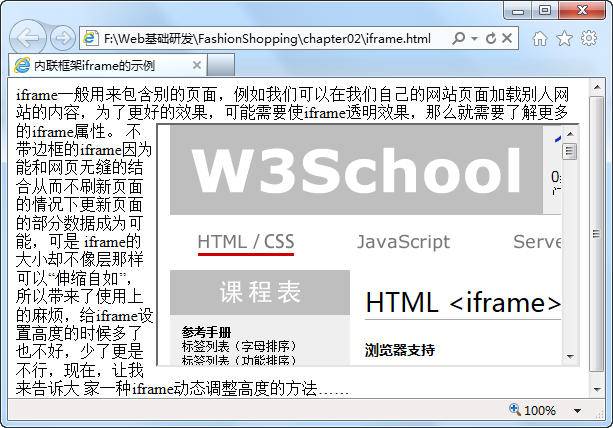 F:\Web基础研发\FashionShopping\chapter02\iframe.html
内联框架iframe的示例
iframe一般用来包含别的页面，例如我们可以在我们自己的网站页面加载别人网
站的内容，为了更好的效果，可能需要使iframe透明效果，那么就需要了解更多
的iframe属性。 不
带边框的iframe因为
能和网页无缝的结
合从而不刷新页面
的情况下更新页面
的部分数据成为可
能，可是 iframe的
大小却不像层那样
可以“伸缩自如”，
所以带来了使用上
的麻烦，给iframe设
置高度的时候多了
也不好，少了更是
不行，现在，让我
来告诉大 家一种iframe动态调整高度的方法……
W3School
HTML / CSS
JavaScript
Serve
课程表
HTML <iframe>
参考手册
标签列表（字母排序）
标签列表（功能排序）
浏览器支持
100%